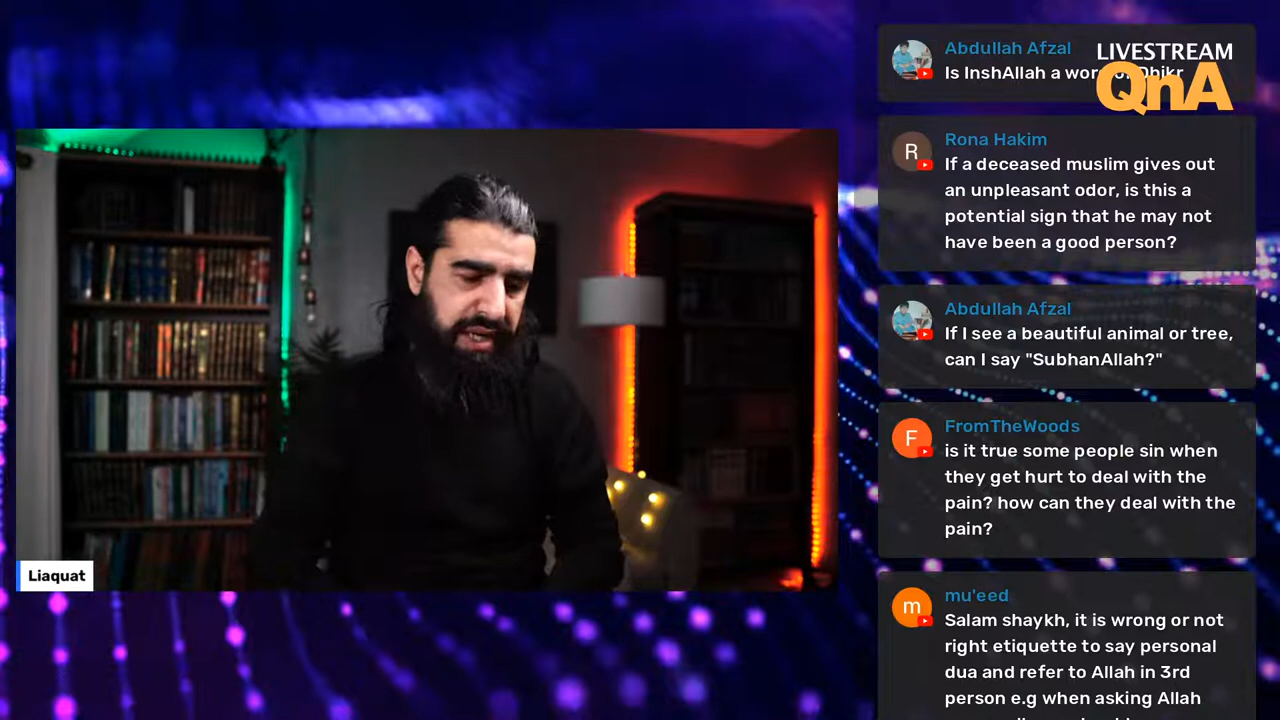 LIVESTREAM
QnA
Abdullah Afzal
Is InshAllah a Dhikr
R
Rona Hakim
If a deceased muslim gives out
an unpleasant odor, is this a
potential sign that he may not
have been a good person?
Abdullah Afzal
If I see a beautiful animal or tree,
can I say "SubhanAllah?"
F
FromTheWoods
is it true some people sin when
they get hurt to deal with the
pain? how can they deal with the
pain?
m
mu'eed
Salam shaykh, it is wrong or not
right etiquette to say personal
dua and refer to Allah in 3rd
person e.g when asking Allah
Liaquat